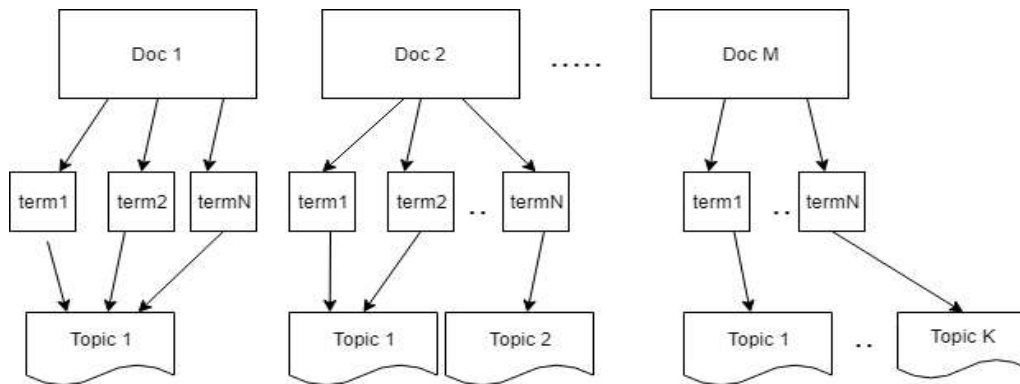 Doc 1 Doc 2 ..... Doc M
term1 term2 termN term1 term2 .. termN term1 .. termN
Topic 1 Topic 1 Topic 2 Topic 1 .. Topic K